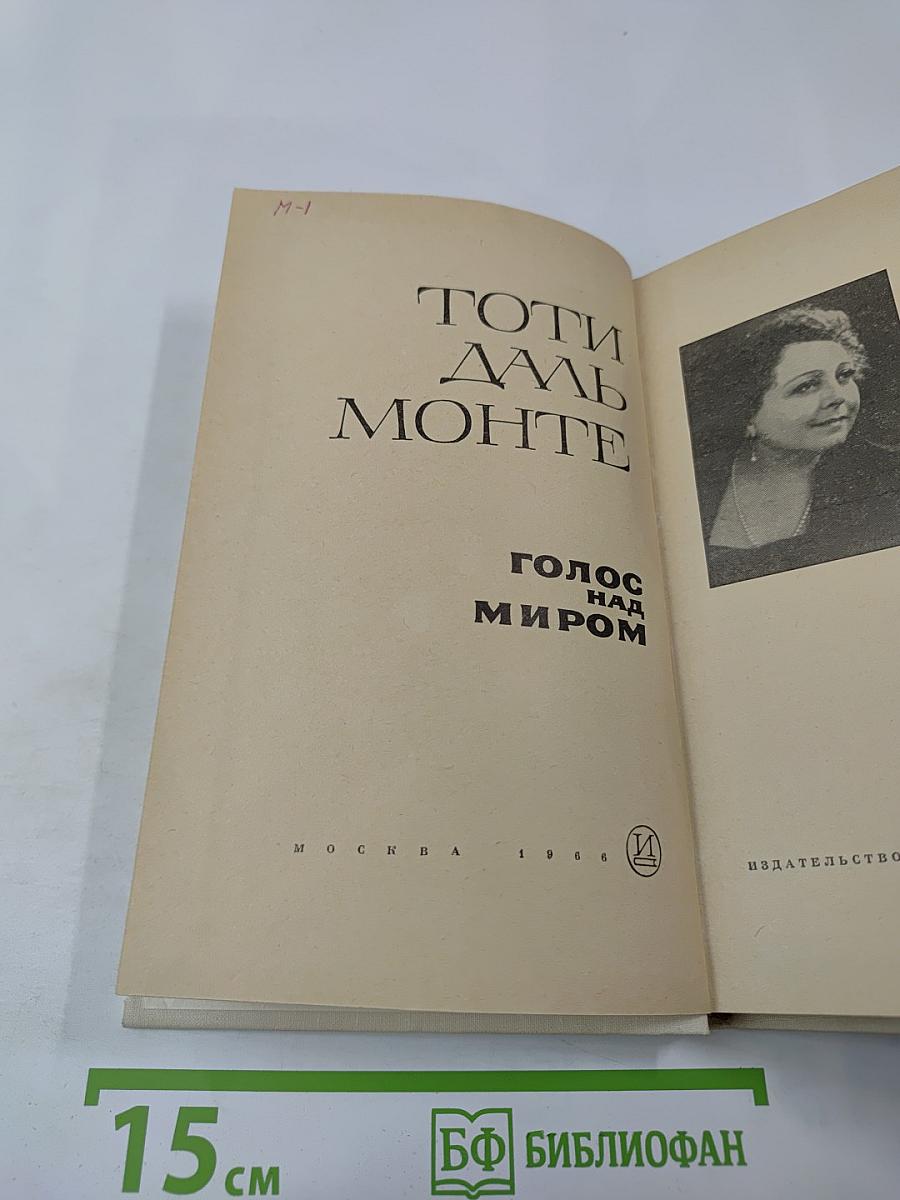 М-1
ТОТИ
ДАЛЬ
МОНТЕ
ГОЛОС
НАД
МИРОМ
МОСКВА 1966
И
ИЗДАТЕЛЬСТВО
15 см
БФ БИБЛИОФАН